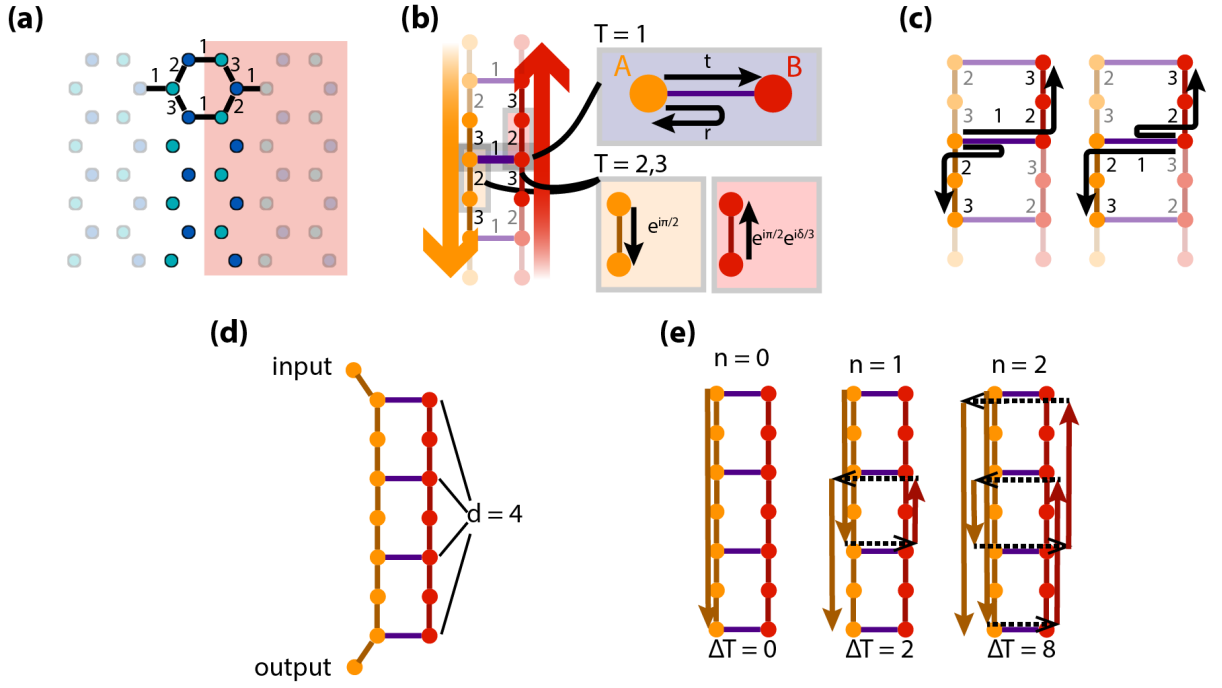 (a)
1
2
3
1
1
3
1
2
(b)
T = 1
A
t
B
r
1
2
3
3
2
1
2
3
3
2
1
T = 2,3
e^{iπ/2}
e^{iπ/2}e^{iδ/3}
(c)
2
3
3
1
2
2
3
3
2
2
3
3
2
2
1
3
3
2
(d)
input
d = 4
output
(e)
n = 0
n = 1
n = 2
ΔT = 0
ΔT = 2
ΔT = 8